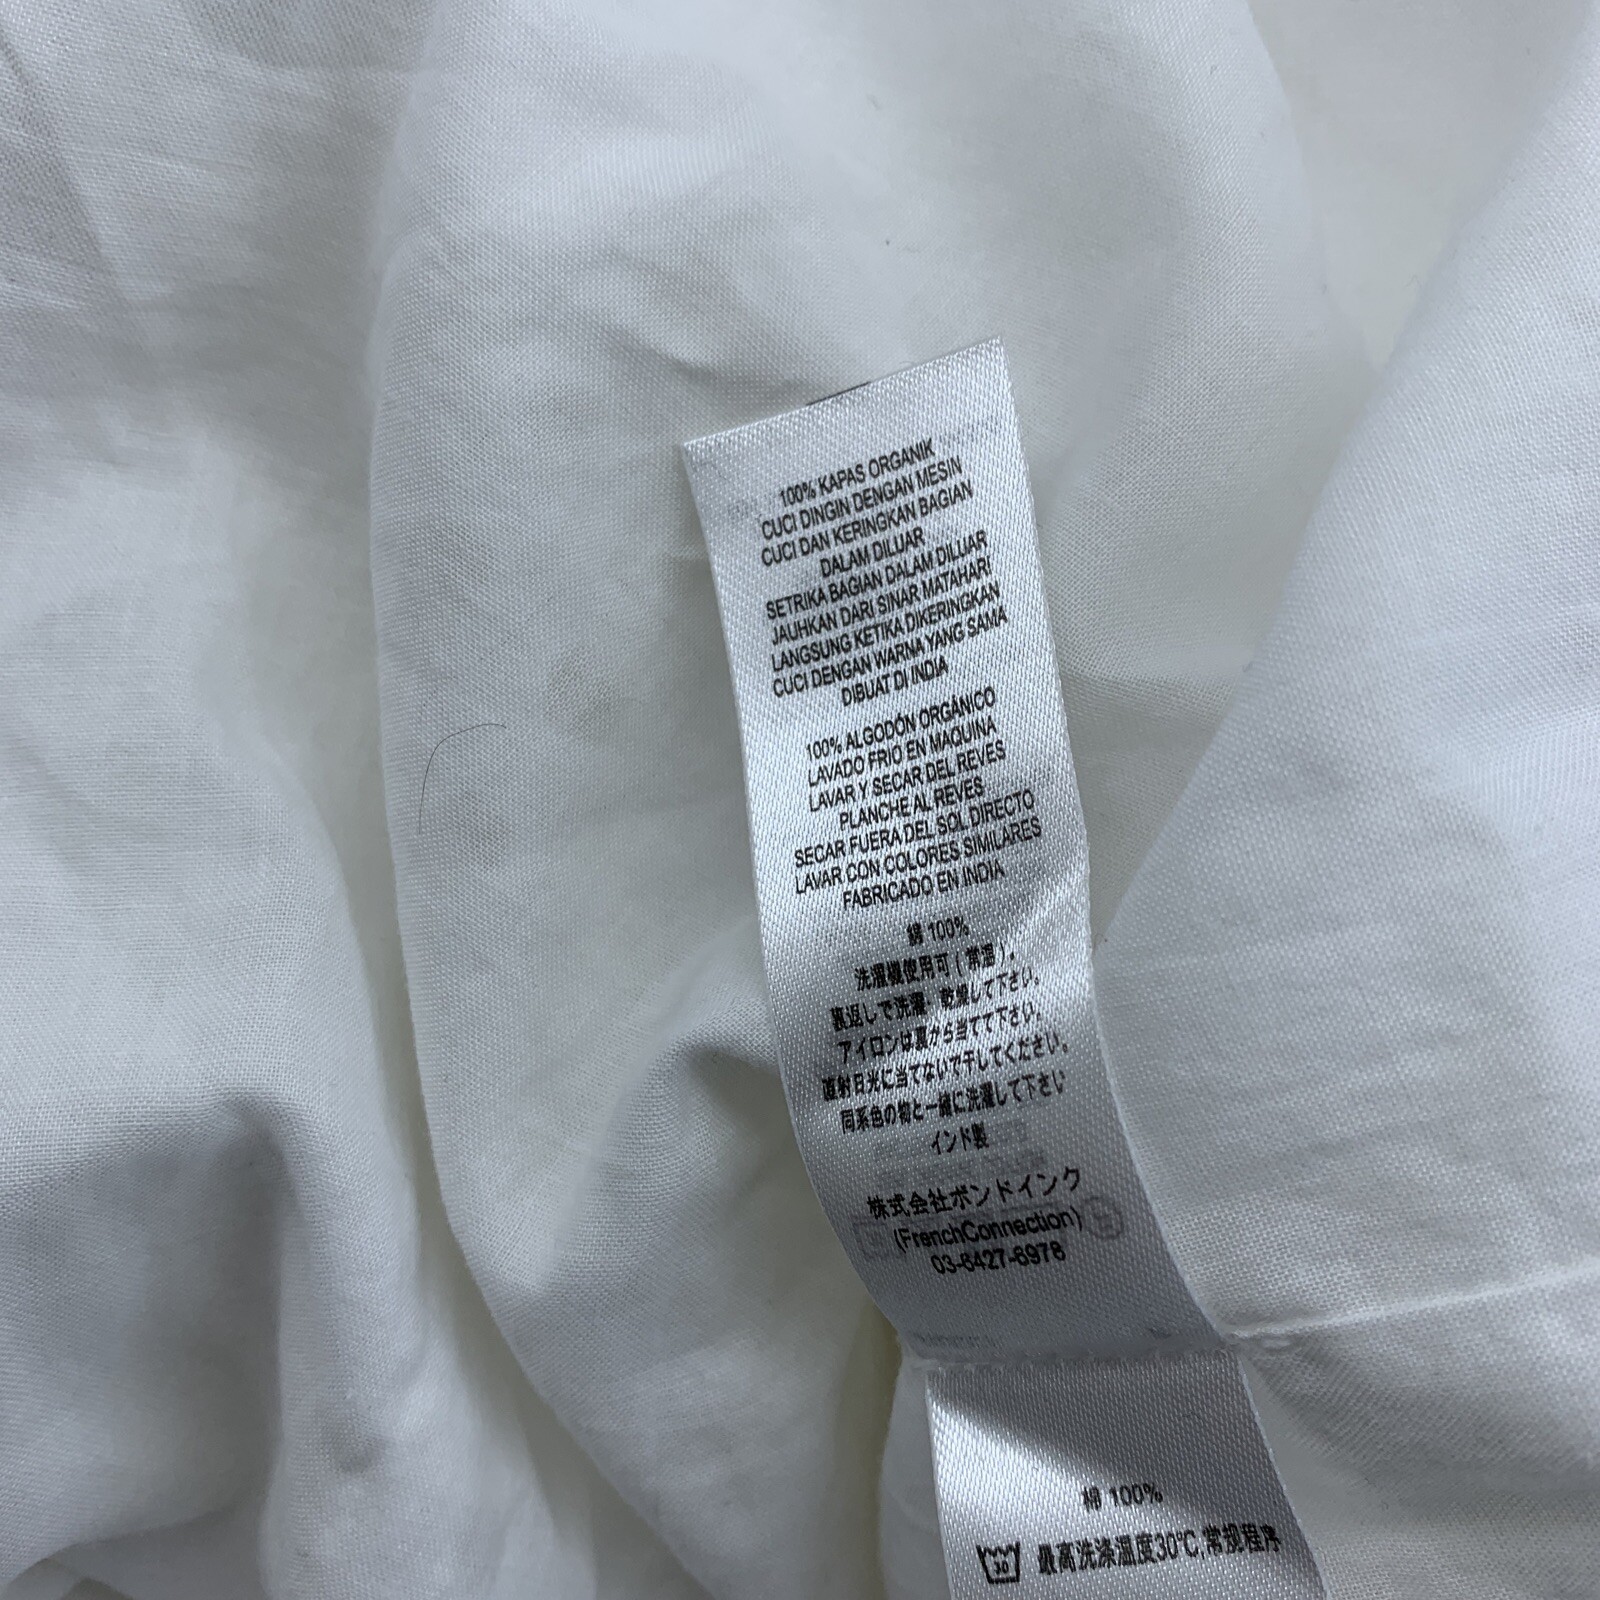 100% KAPAS ORGANIK
CUCI DINGIN DENGAN MESIN
CUCI DAN KERINGKAN BAGIAN
DALAM DILUAR
SETRIKA BAGIAN DALAM DILUAR
JAUHKAN DARI SINAR MATAHARI
LANGSUNG KETIKA DIKERINGKAN
CUCI DENGAN WARNA YANG SAMA
DIBUAT DI INDIA
100% ALGODÓN ORGÁNICO
LAVADO FRIO EN MAQUINA
LAVAR Y SECAR DEL REVES
PLANCHE AL REVES
SECAR FUERA DEL SOL DIRECTO
LAVAR CON COLORES SIMILARES
FABRICADO EN INDIA
綿 100%
洗濯機使用可(常温)。
裏返しで洗濯・乾燥して下さい。
アイロンは裏から当てて下さい。
直射日光に当てないで干してください。
同系色の物と一緒に洗濯して下さい
インド製
株式会社ボンドインク
(FrenchConnection)
03-6427-6978
棉 100%
30 最高洗涤温度30°C,常规程序